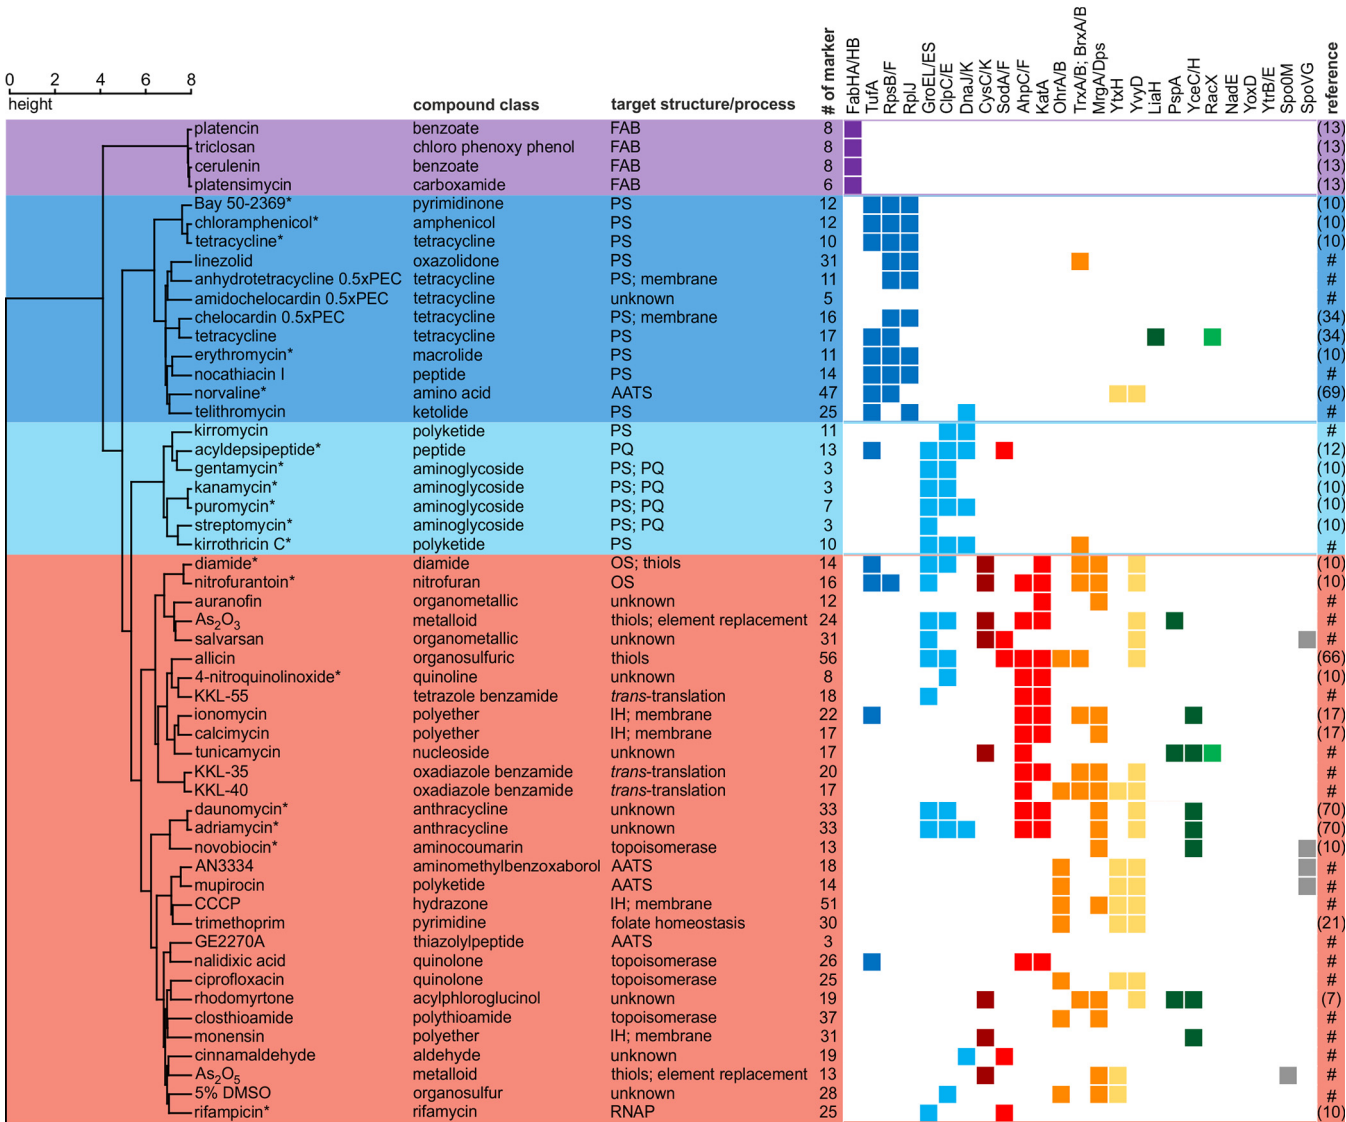 FabHA/HB
TufA
RpsB/F
RplJ
GroEL/ES
ClpC/E
DnaJ/K
CysC/K
SodA/F
AhpC/F
KatA
OhrA/B
TrxA/B; BrxA/B
MrgA/Dps
YtxH
YvyD
LiaH
PspA
YceC/H
RacX
NadE
YoxD
YtrB/E
Spo0M
SpoVG
0 2 4 6 8
height compound class target structure/process # of marker reference
platencin benzoate FAB 8 (13)
triclosan chloro phenoxy phenol FAB 8 (13)
cerulenin benzoate FAB 8 (13)
platensimycin carboxamide FAB 6 (13)
Bay 50-2369* pyrimidinone PS 12 (10)
chloramphenicol* amphenicol PS 12 (10)
tetracycline* tetracycline PS 10 (10)
linezolid oxazolidone PS 31 #
anhydrotetracycline 0.5xPEC tetracycline PS; membrane 11 #
amidochelocardin 0.5xPEC tetracycline unknown 5 #
chelocardin 0.5xPEC tetracycline PS; membrane 16 (34)
tetracycline tetracycline PS 17 (34)
erythromycin* macrolide PS 11 (10)
nocathiacin I peptide PS 14 #
norvaline* amino acid AATS 47 (69)
telithromycin ketolide PS 25 #
kirromycin polyketide PS 11 #
acyldepsipeptide* peptide PQ 13 (12)
gentamycin* aminoglycoside PS; PQ 3 (10)
kanamycin* aminoglycoside PS; PQ 3 (10)
puromycin* aminoglycoside PS; PQ 7 (10)
streptomycin* aminoglycoside PS; PQ 3 (10)
kirrothricin C* polyketide PS 10 #
diamide* diamide OS; thiols 14 (10)
nitrofurantoin* nitrofuran OS 16 (10)
auranofin organometallic unknown 12 #
As2O3 metalloid thiols; element replacement 24 #
salvarsan organometallic unknown 31 #
allicin organosulfuric thiols 56 (66)
4-nitroquinolinoxide* quinoline unknown 8 (10)
KKL-55 tetrazole benzamide trans-translation 18 #
ionomycin polyether IH; membrane 22 (17)
calcimycin polyether IH; membrane 17 (17)
tunicamycin nucleoside unknown 17 #
KKL-35 oxadiazole benzamide trans-translation 20 #
KKL-40 oxadiazole benzamide trans-translation 17 #
daunomycin* anthracycline unknown 33 (70)
adriamycin* anthracycline unknown 33 (70)
novobiocin* aminocoumarin topoisomerase 13 (10)
AN3334 aminomethylbenzoxaborol AATS 18 #
mupirocin polyketide AATS 14 #
CCCP hydrazone IH; membrane 51 #
trimethoprim pyrimidine folate homeostasis 30 (21)
GE2270A thiazolylpeptide AATS 3 #
nalidixic acid quinolone topoisomerase 26 #
ciprofloxacin quinolone topoisomerase 25 #
rhodomyrtone acylphloroglucinol unknown 19 (7)
closthioamide polythioamide topoisomerase 37 #
monensin polyether IH; membrane 31 #
cinnamaldehyde aldehyde unknown 19 #
As2O5 metalloid thiols; element replacement 13 #
5% DMSO organosulfur unknown 28 #
rifampicin* rifamycin RNAP 25 (10)